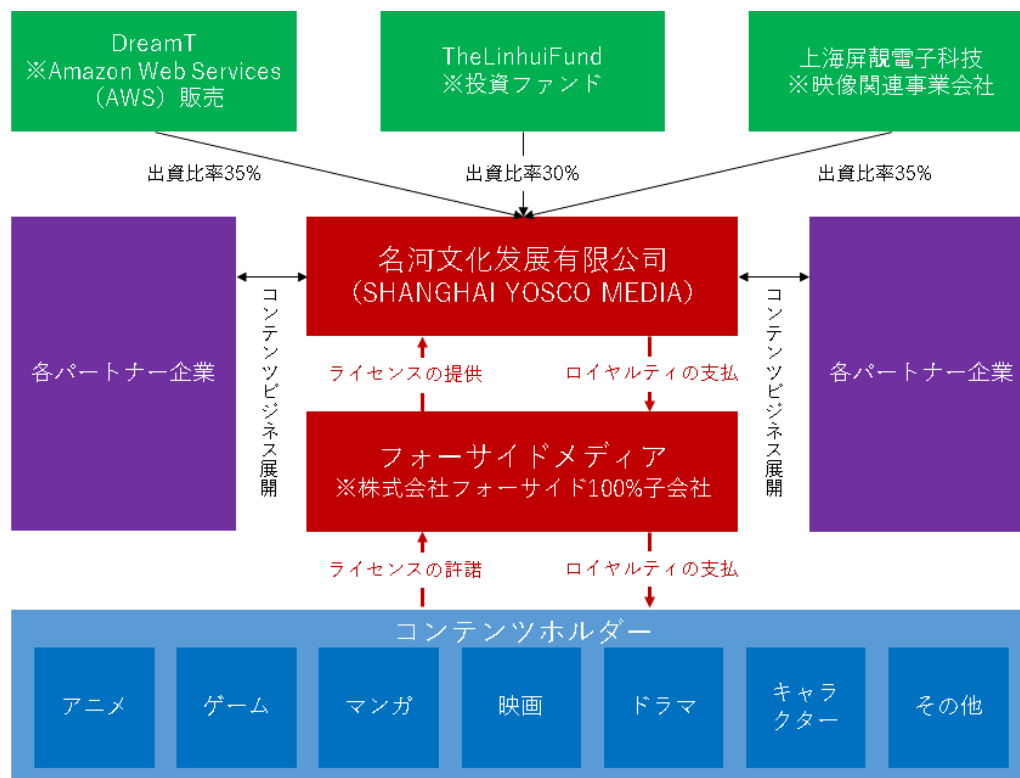 DreamT
※Amazon Web Services
(AWS)販売
TheLinhuiFund
※投資ファンド
上海屏靚電子科技
※映像関連事業会社
出資比率35%
出資比率30%
出資比率35%
名河文化发展有限公司
(SHANGHAI YOSCO MEDIA)
各パートナー企業
コンテンツビジネス展開
コンテンツビジネス展開
各パートナー企業
ライセンスの提供
ロイヤルティの支払
フォーサイドメディア
※株式会社フォーサイド100%子会社
ライセンスの許諾
ロイヤルティの支払
コンテンツホルダー
アニメ
ゲーム
マンガ
映画
ドラマ
キャラ
クター
その他